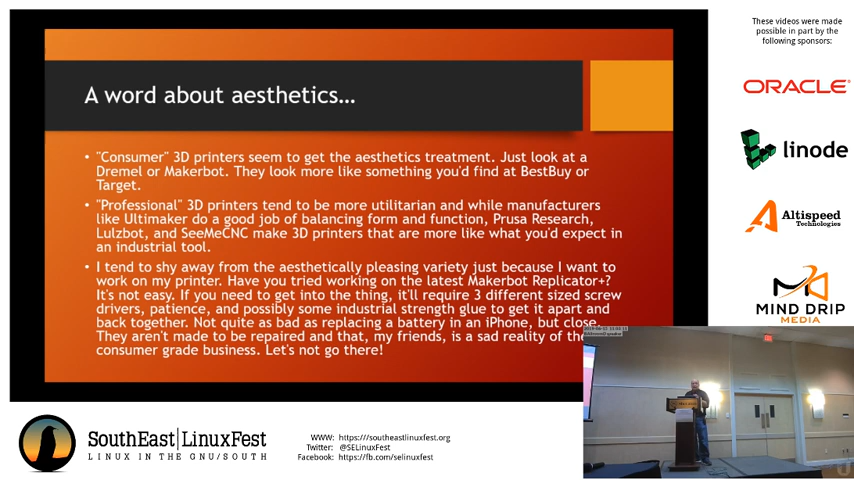 These videos were made
possible in part by the
following sponsors:
A word about aesthetics...
• "Consumer" 3D printers seem to get the aesthetics treatment. Just look at a
Dremel or Makerbot. They look more like something you'd find at BestBuy or
Target.
• "Professional" 3D printers tend to be more utilitarian and while manufacturers
like Ultimaker do a good job of balancing form and function, Prusa Research,
Lulzbot, and SeeMeCNC make 3D printers that are more like what you'd expect in
an industrial tool.
• I tend to shy away from the aesthetically pleasing variety just because I want to
work on my printer. Have you tried working on the latest Makerbot Replicator+?
It's not easy. If you need to get into the thing, it'll require 3 different sized screw
drivers, patience, and possibly some industrial strength glue to get it apart and
back together. Not quite as bad as replacing a battery in an iPhone, but close.
They aren't made to be repaired and that, my friends, is a sad reality of the
consumer grade business. Let's not go there!
ORACLE
linode
Altispeed
Technologies
MIND DRIP
MEDIA
SouthEast|LinuxFest
LINUX IN THE GNU/SOUTH
WWW: https:///southeastlinuxfest.org
Twitter: @SELinuxFest
Facebook: https://fb.com/selinuxfest